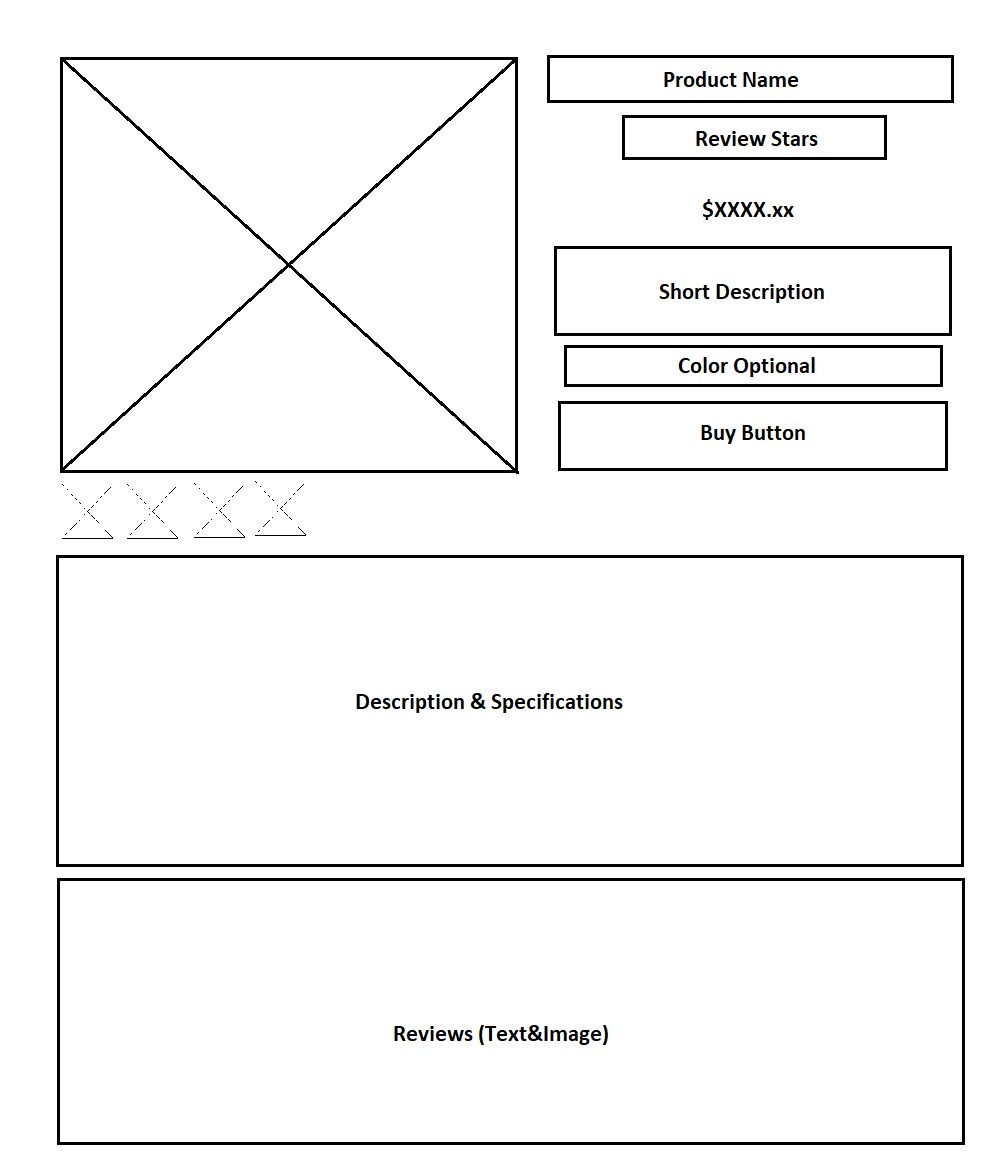 Product Name
Review Stars
$XXXX.xx
Short Description
Color Optional
Buy Button
Description & Specifications
Reviews (Text&Image)